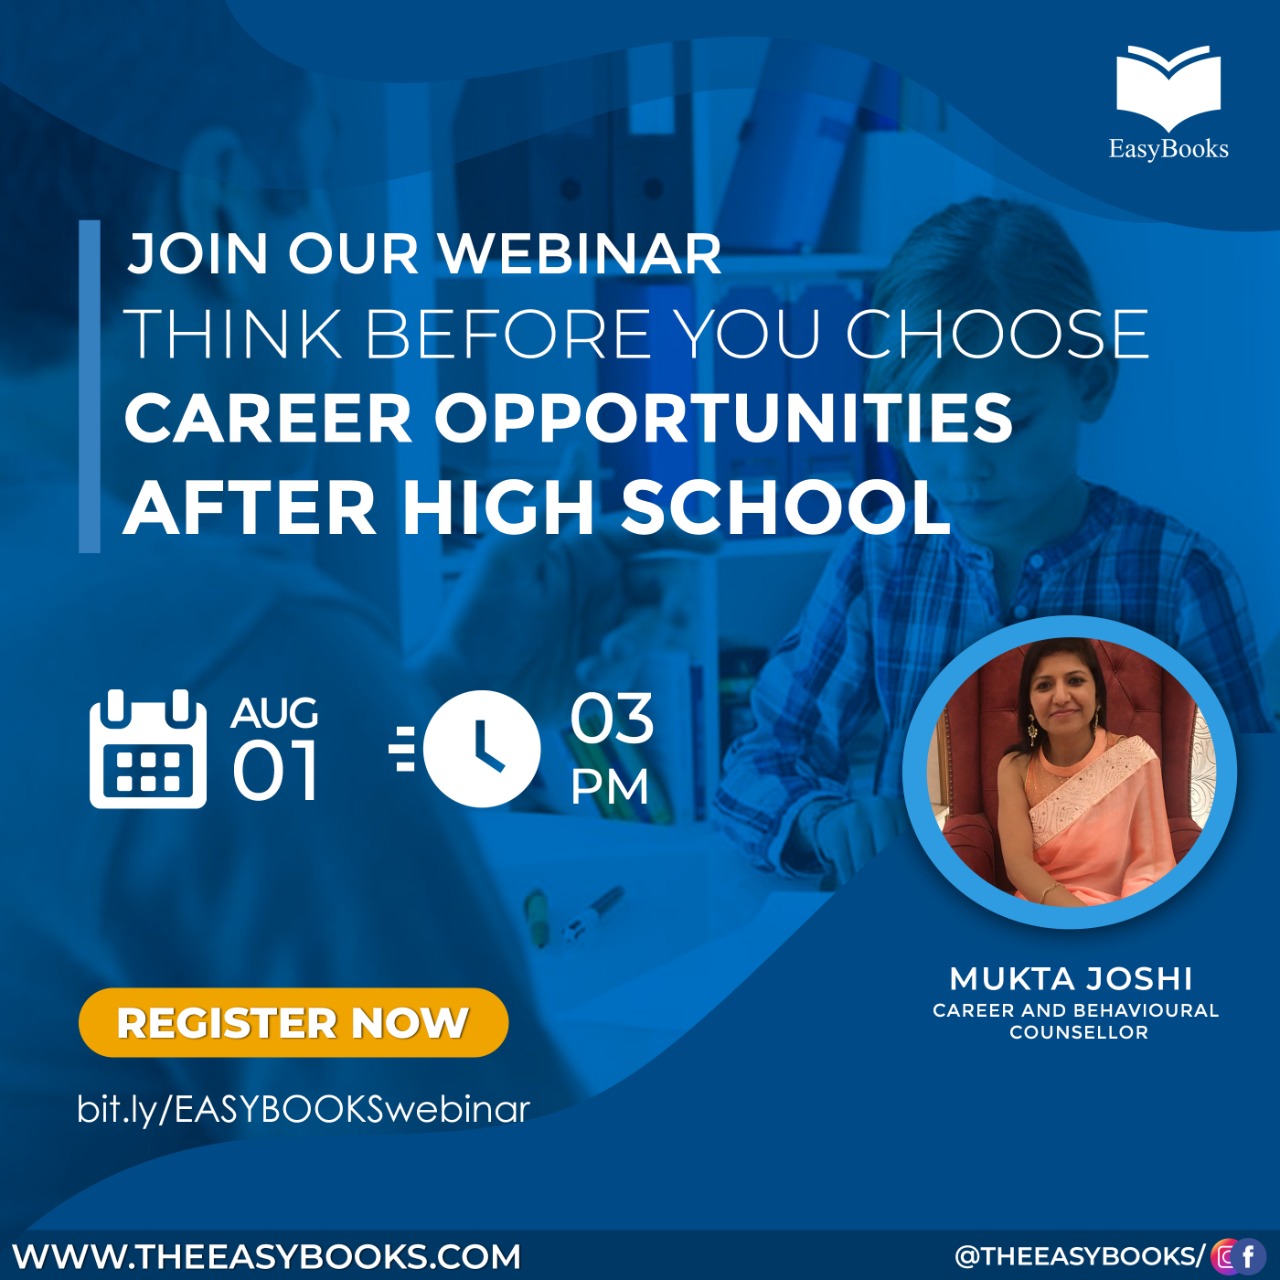 EasyBooks
JOIN OUR WEBINAR
THINK BEFORE YOU CHOOSE
CAREER OPPORTUNITIES
AFTER HIGH SCHOOL
AUG
01
03
PM
MUKTA JOSHI
CAREER AND BEHAVIOURAL
COUNSELLOR
REGISTER NOW
bit.ly/EASYBOOKSwebinar
WWW.THEEASYBOOKS.COM
@THEEASYBOOKS/